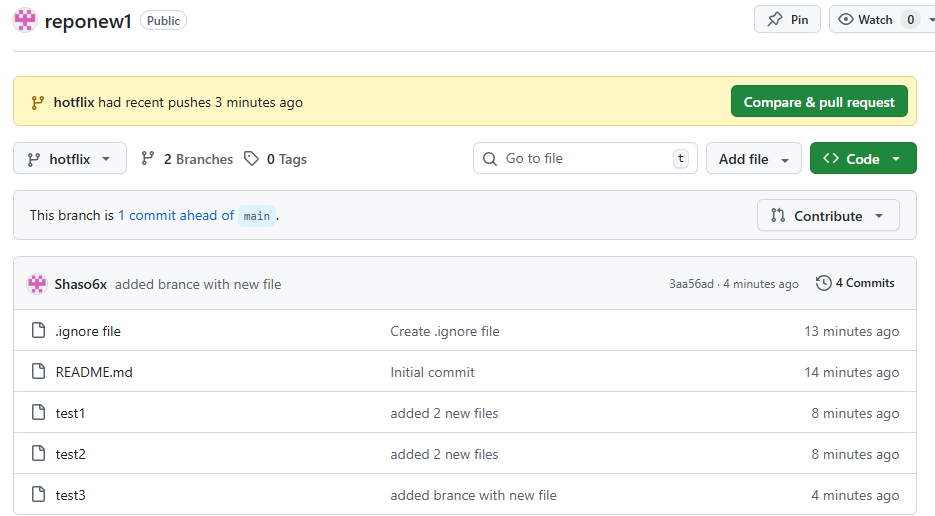 reponew1 Public Pin Watch 0
hotflix had recent pushes 3 minutes ago Compare & pull request
hotflix 2 Branches 0 Tags Go to file t Add file Code
This branch is 1 commit ahead of main . Contribute
Shaso6x added brance with new file 3aa56ad · 4 minutes ago 4 Commits
.ignore file Create .ignore file 13 minutes ago
README.md Initial commit 14 minutes ago
test1 added 2 new files 8 minutes ago
test2 added 2 new files 8 minutes ago
test3 added brance with new file 4 minutes ago